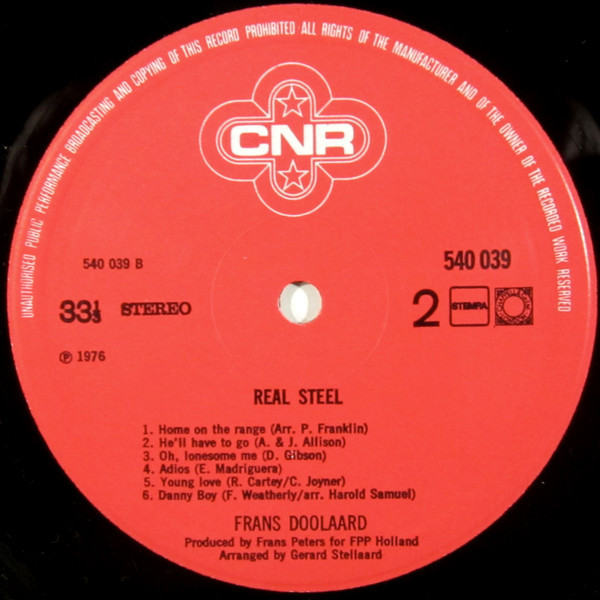 UNAUTHORISED PUBLIC PERFORMANCE BROADCASTING AND COPYING OF THIS RECORD PROHIBITED ALL RIGHTS OF THE MANUFACTURER AND OF THE OWNER OF THE RECORDED WORK RESERVED
CNR
540 039 B
540 039
33⅓ STEREO
2 STEMRA
℗ 1976
REAL STEEL
1. Home on the range (Arr. P. Franklin)
2. He'll have to go (A. & J. Allison)
3. Oh, lonesome me (D. Gibson)
4. Adios (E. Madriguera)
5. Young love (R. Cartey/C. Joyner)
6. Danny Boy (F. Weatherly/arr. Harold Samuel)
FRANS DOOLAARD
Produced by Frans Peters for FPP Holland
Arranged by Gerard Stellaard